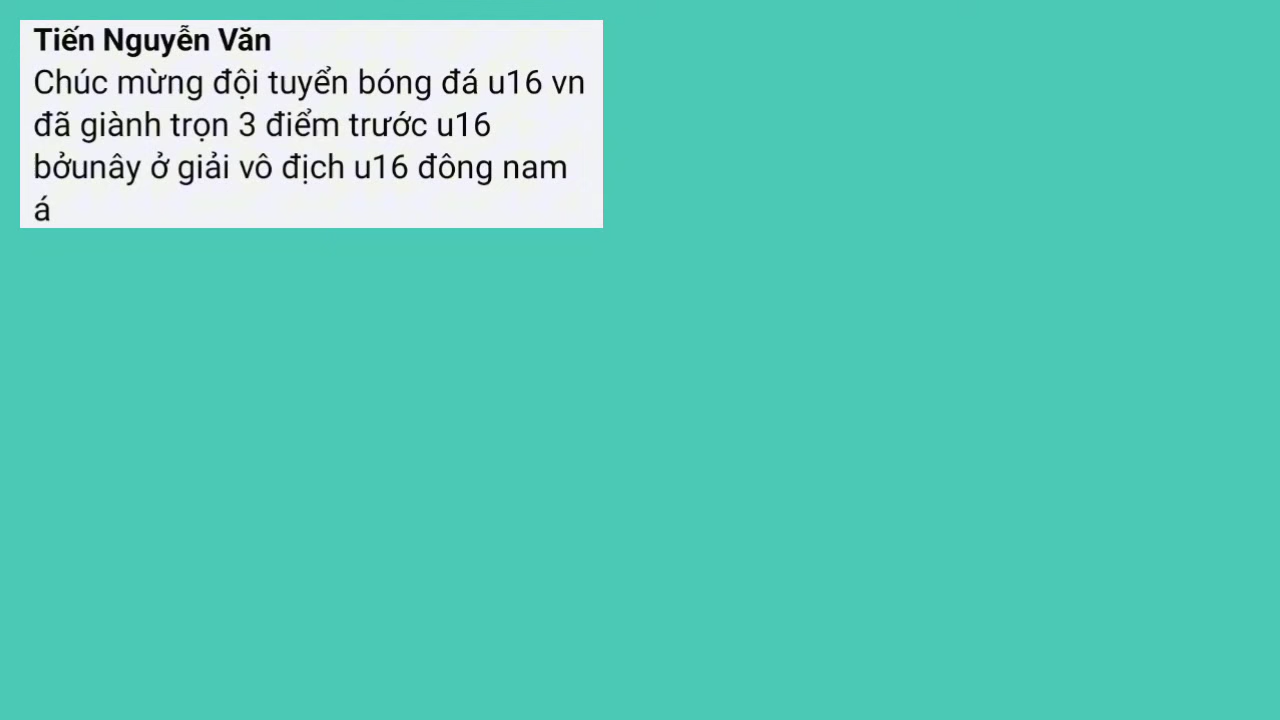 Tiến Nguyễn Văn
Chúc mừng đội tuyển bóng đá u16 vn
đã giành trọn 3 điểm trước u16
bởunây ở giải vô địch u16 đông nam
á